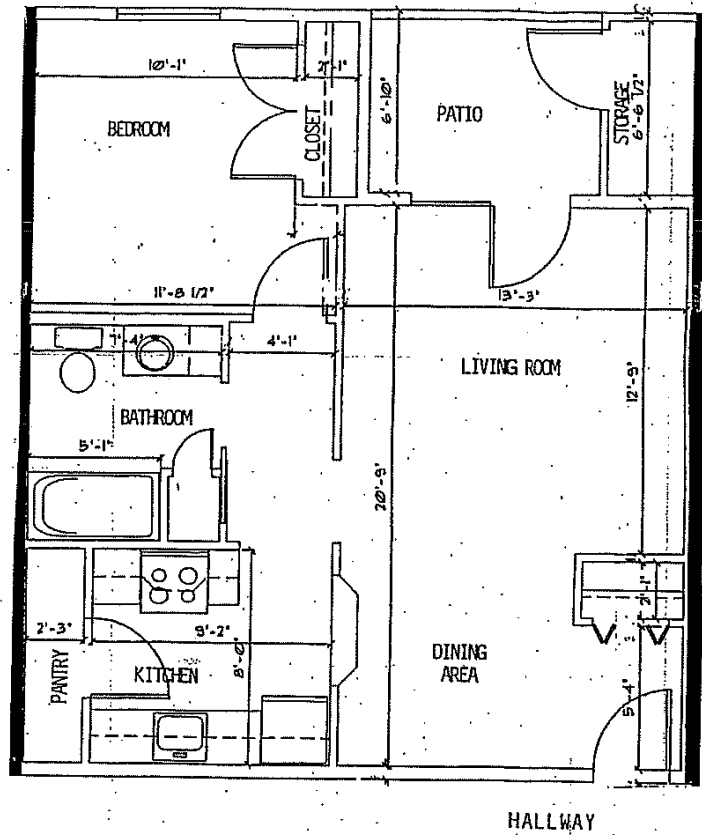 10'-1"
2'-1"
BEDROOM
CLOSET
6'-10"
PATIO
STORAGE
6'-6 1/2"
11'-8 1/2"
13'-3"
4'-1"
LIVING ROOM
12'-9"
BATHROOM
5'-1"
20'-9"
2'-1"
2'-3"
9'-2"
8'-0"
PANTRY
KITCHEN
DINING
AREA
5'-4"
HALLWAY